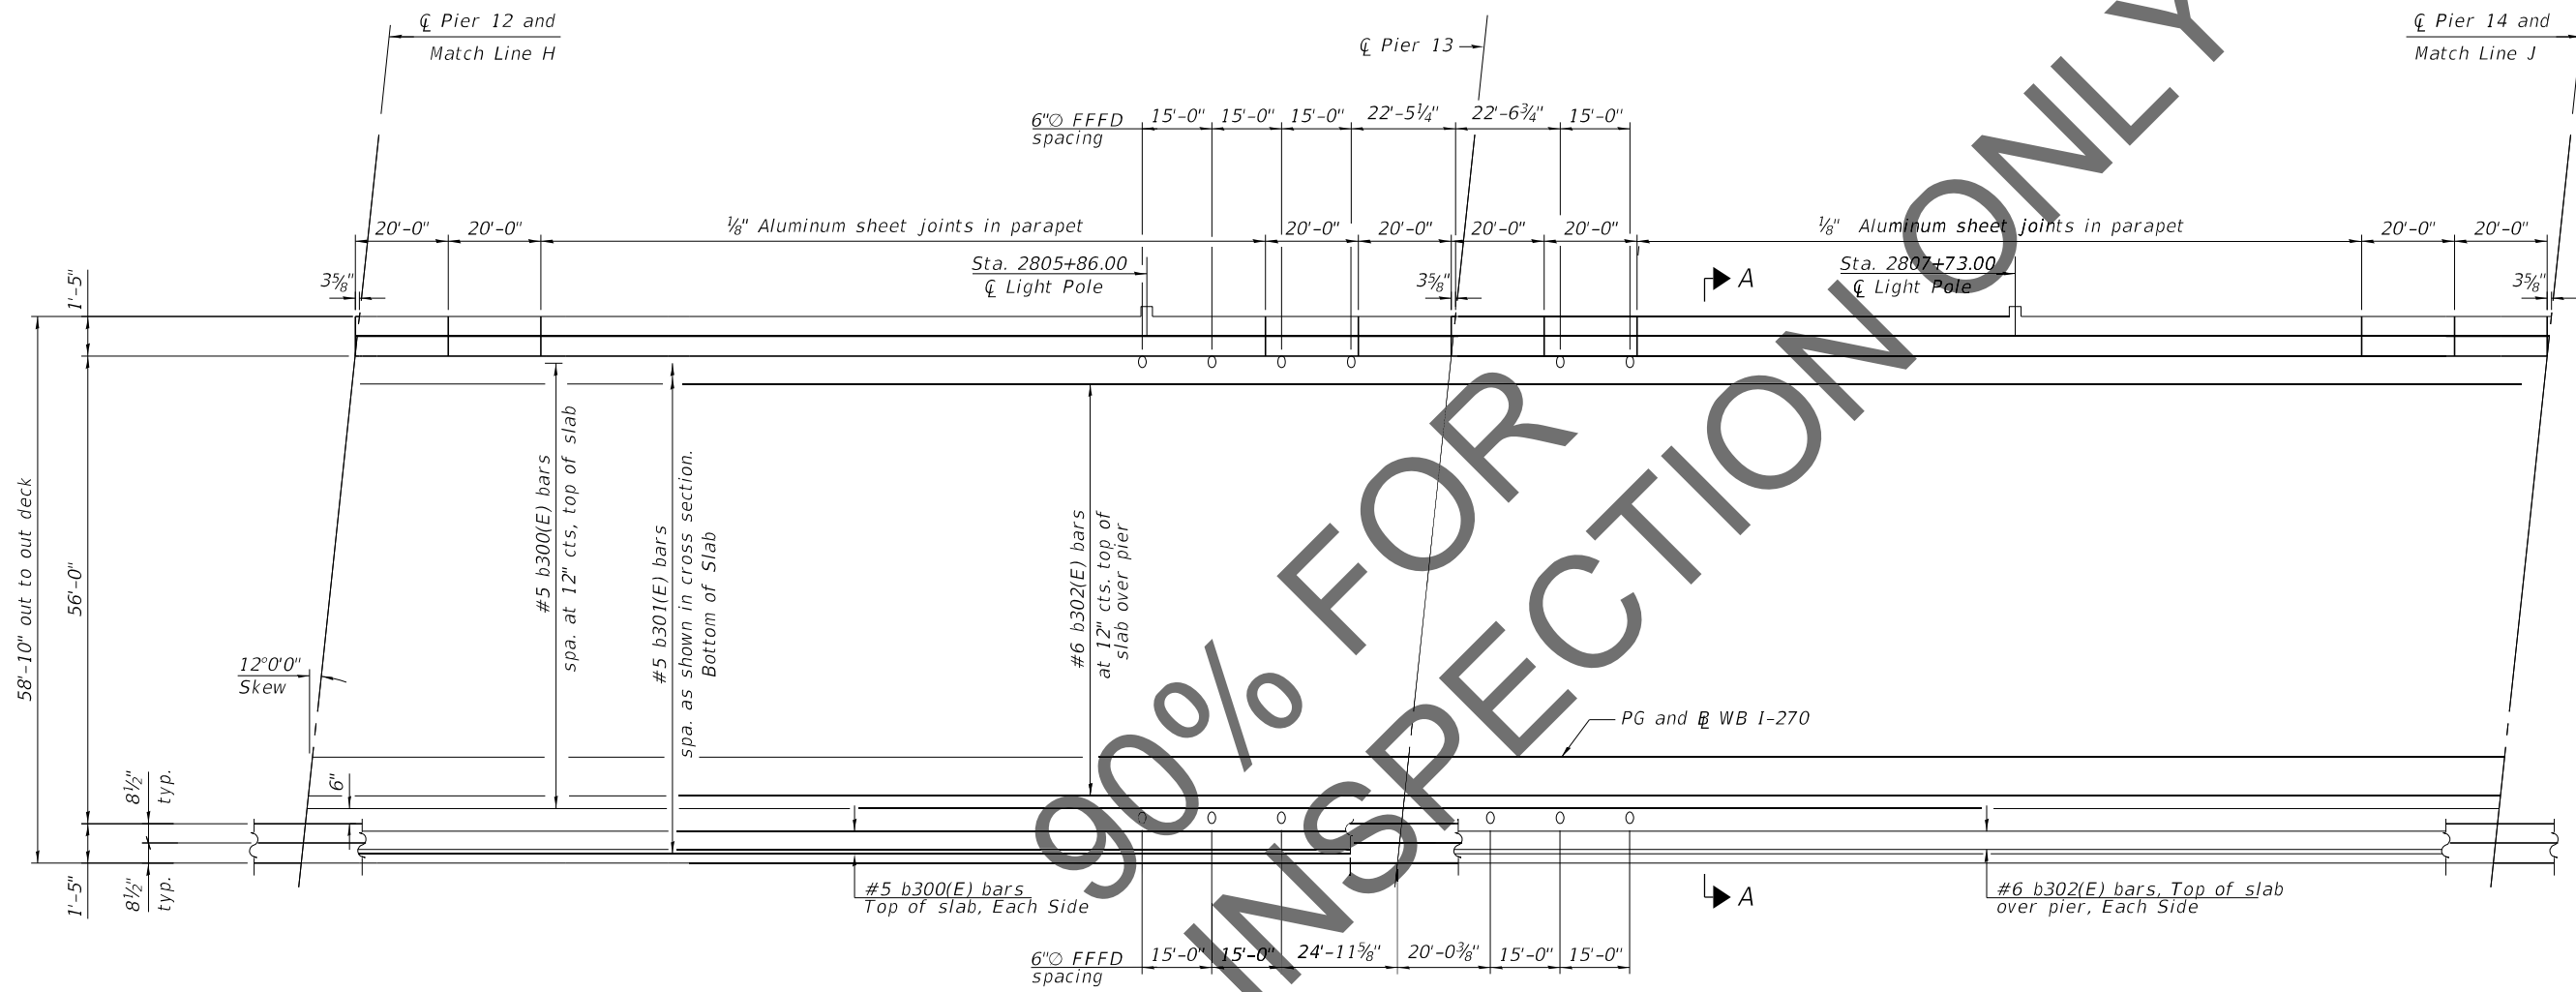 ℄ Pier 12 and
Match Line H
℄ Pier 13
℄ Pier 14 and
Match Line J
6"∅ FFFD
spacing
15'-0" 15'-0" 15'-0" 22'-5¼" 22'-6¾" 15'-0"
20'-0" 20'-0" ⅛" Aluminum sheet joints in parapet 20'-0" 20'-0" 20'-0" 20'-0" ⅛" Aluminum sheet joints in parapet 20'-0" 20'-0"
Sta. 2805+86.00
℄ Light Pole
Sta. 2807+73.00
℄ Light Pole
3⅝" 3⅝" 3⅝"
A
1'-5"
58'-10" out to out deck
56'-0"
#5 b300(E) bars
spa. at 12" cts, top of slab
#5 b301(E) bars
spa. as shown in cross section.
Bottom of Slab
#6 b302(E) bars
at 12" cts. top of
slab over pier
12°0'0"
Skew
PG and ⅊ WB I-270
8½"
typ.
6"
1'-5"
8½"
typ.
#5 b300(E) bars
Top of slab, Each Side
A
#6 b302(E) bars, Top of slab
over pier, Each Side
6"∅ FFFD
spacing
15'-0" 15'-0" 24'-11⅝" 20'-0⅜" 15'-0" 15'-0"
90% FOR
INSPECTION ONLY